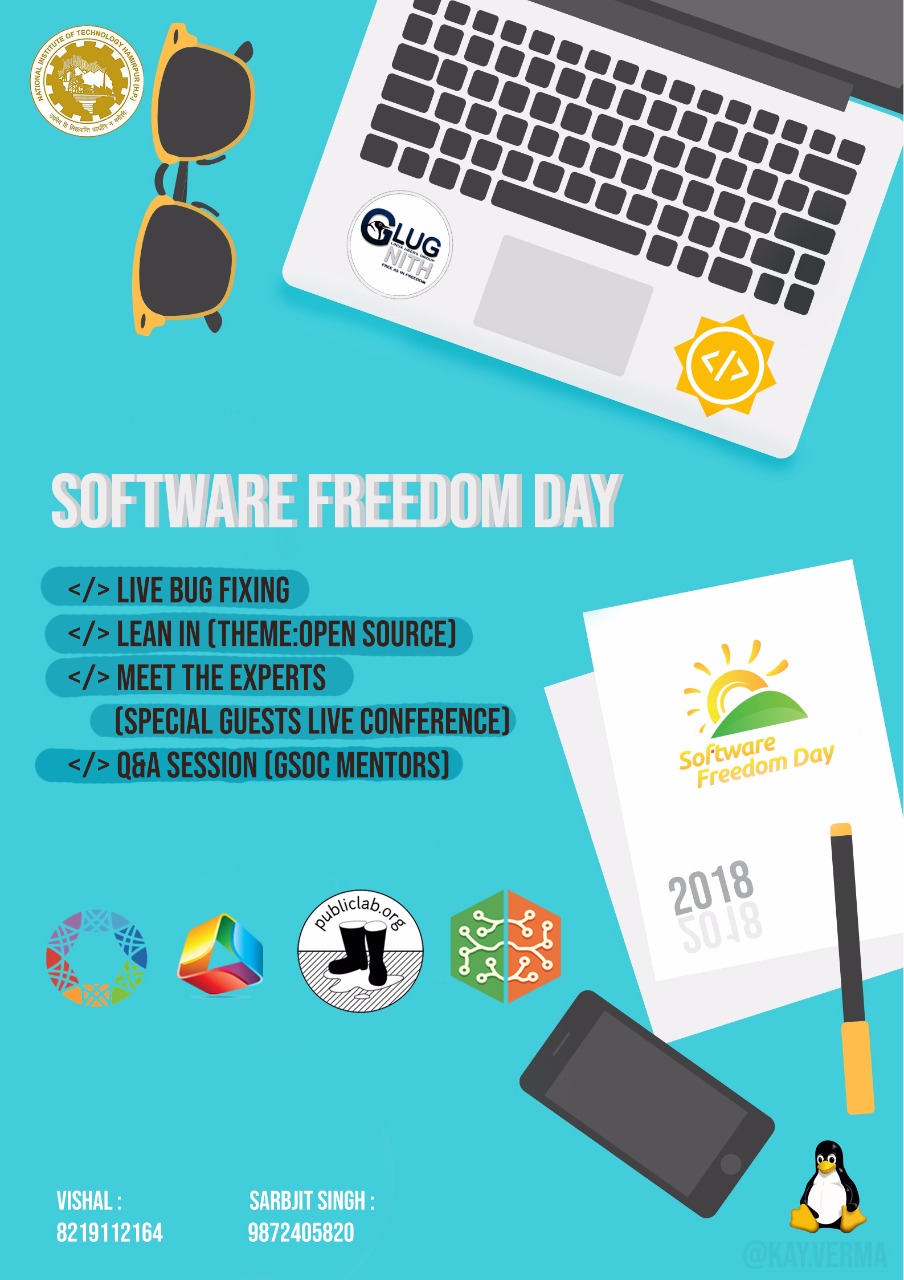 NATIONAL INSTITUTE OF TECHNOLOGY HAMIRPUR (H.P.)
GLUG
NITH
FREE AS IN FREEDOM
</>
SOFTWARE FREEDOM DAY
</> LIVE BUG FIXING
</> LEAN IN (THEME:OPEN SOURCE)
</> MEET THE EXPERTS
(SPECIAL GUESTS LIVE CONFERENCE)
</> Q&A SESSION (GSOC MENTORS)
Software
Freedom Day
2018
2018
publiclab.org
VISHAL :
8219112164
SARBJIT SINGH :
9872405820
@KAY.VERMA